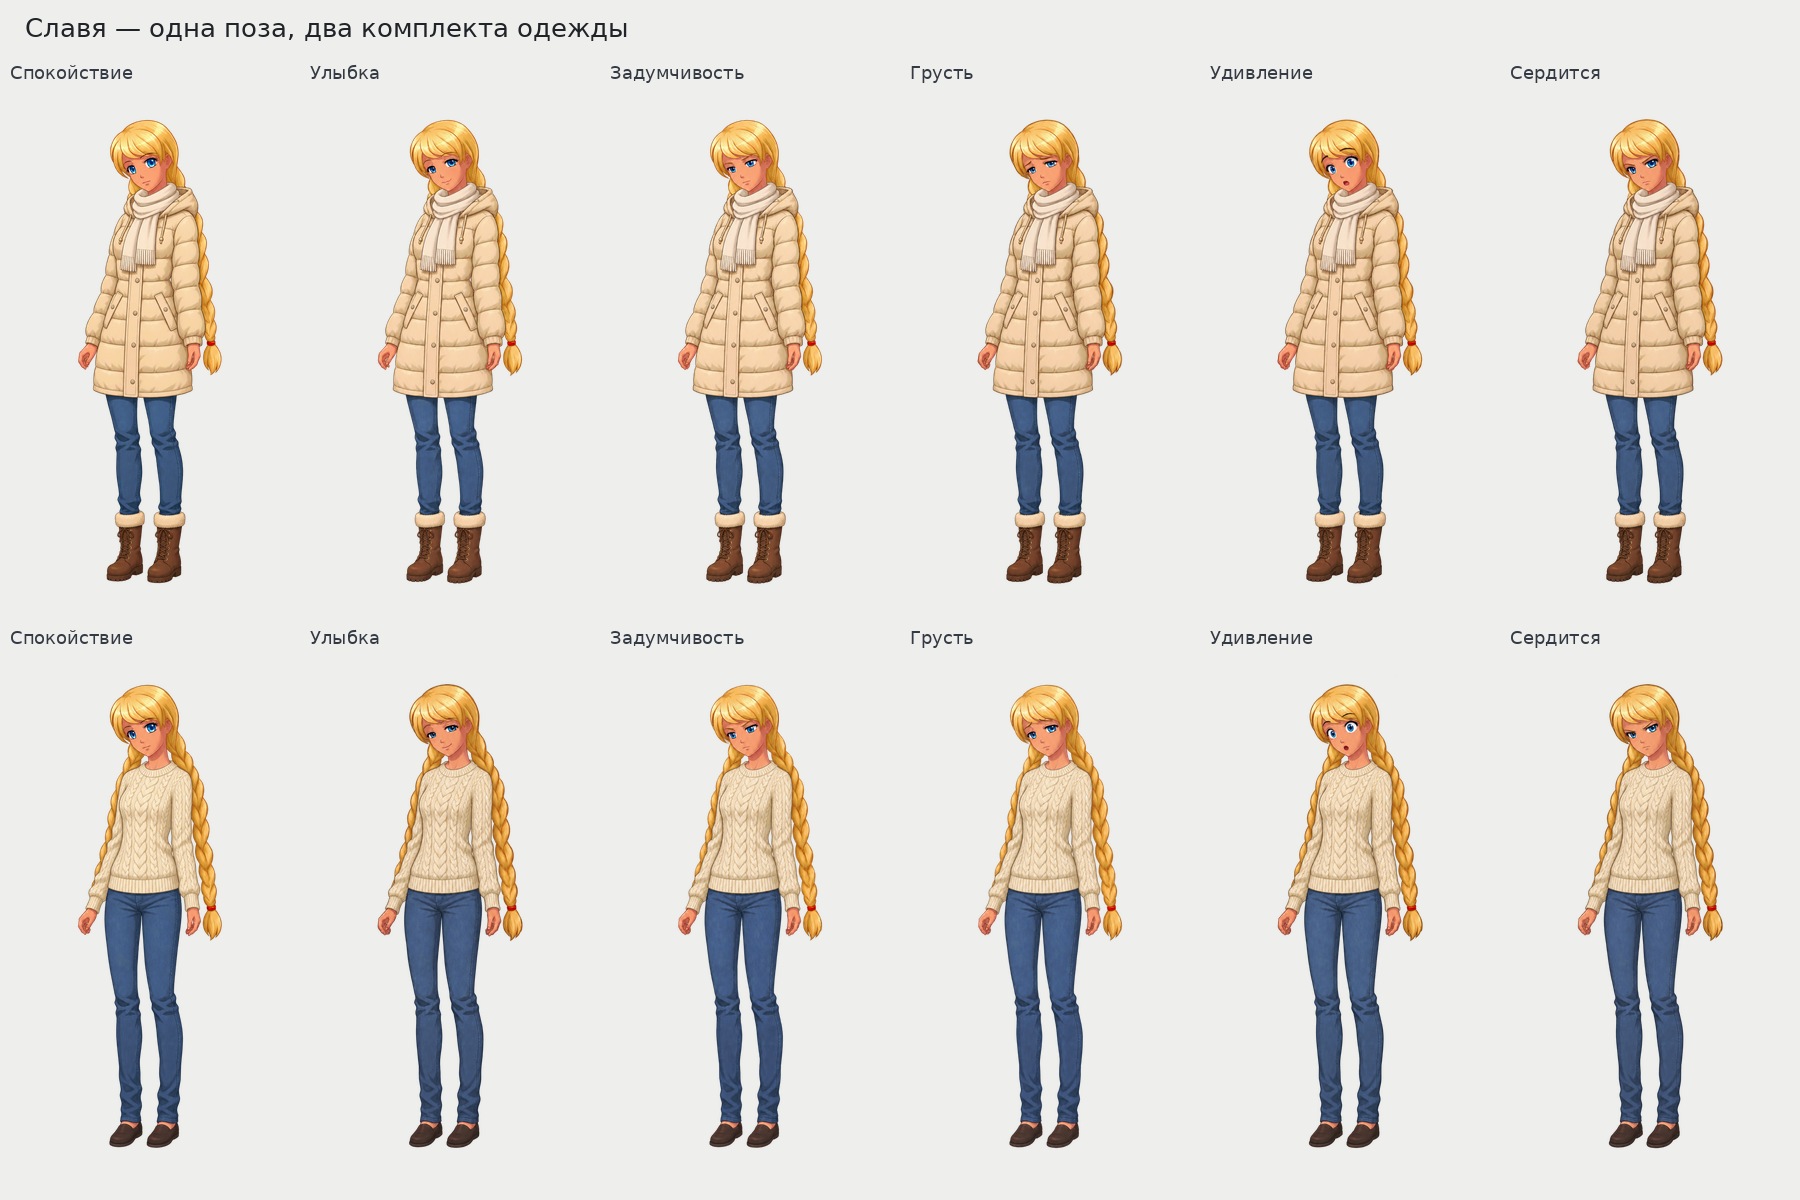 Славя — одна поза, два комплекта одежды
Спокойствие
Улыбка
Задумчивость
Грусть
Удивление
Сердится
Спокойствие
Улыбка
Задумчивость
Грусть
Удивление
Сердится